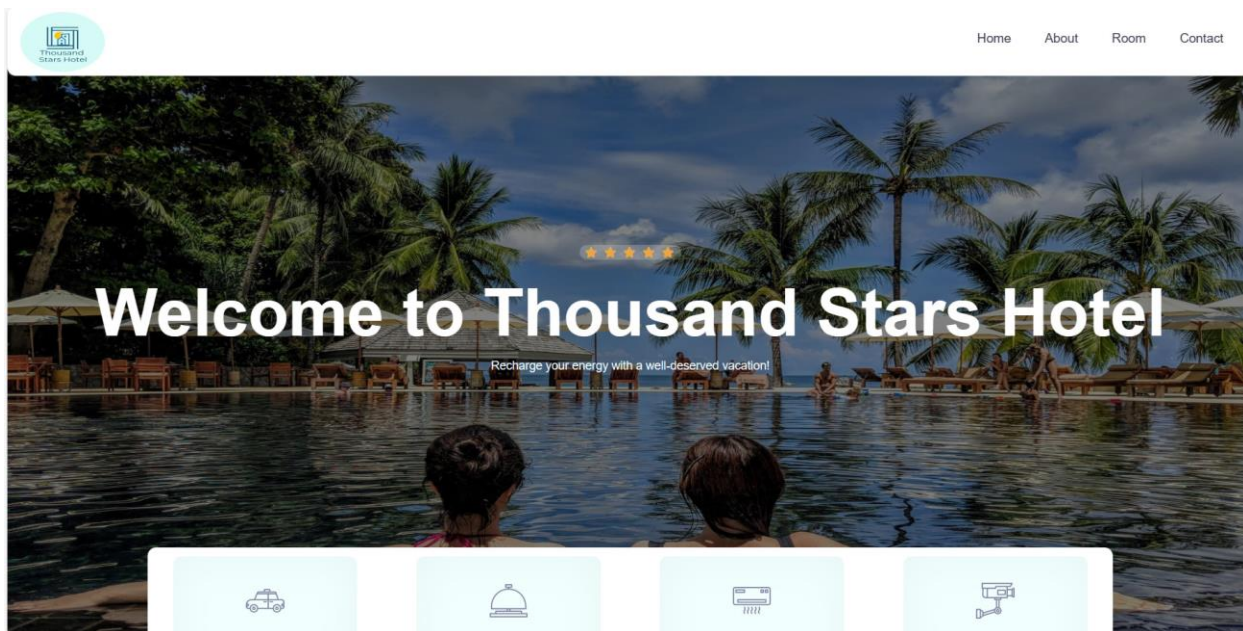 Thousand
Stars Hotel
Home About Room Contact
Welcome to Thousand Stars Hotel
Recharge your energy with a well-deserved vacation!